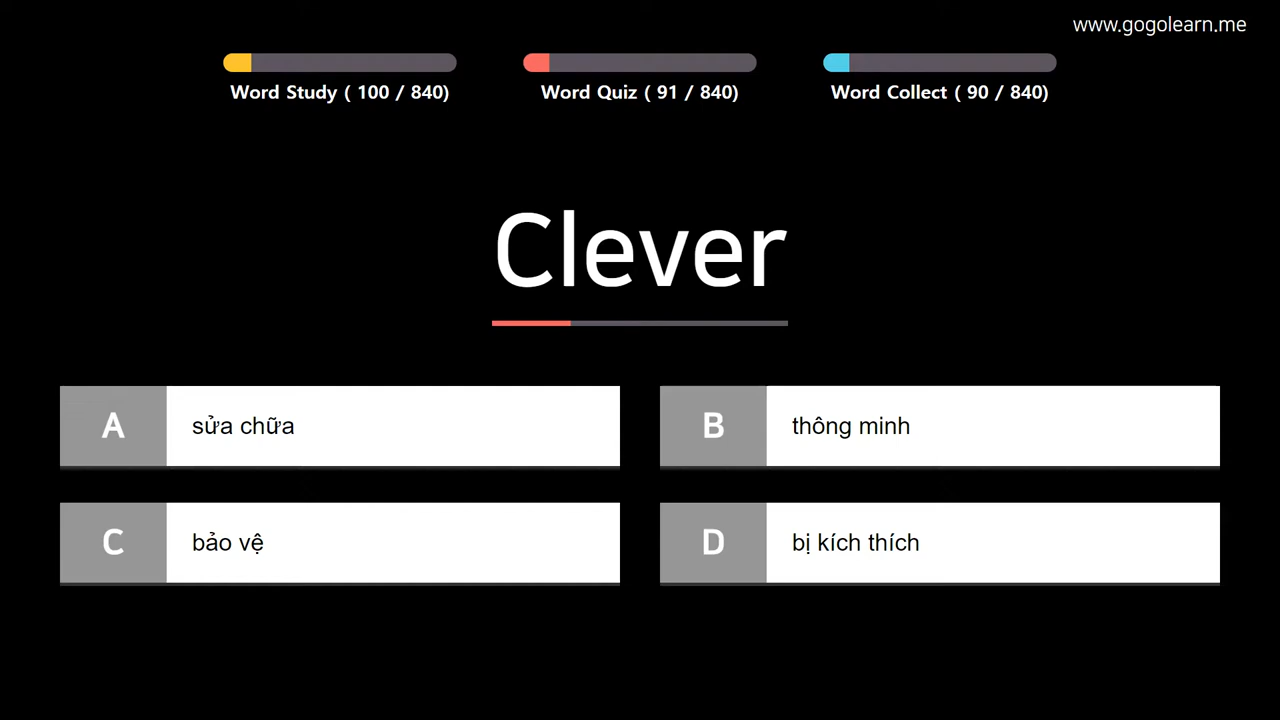 www.gogolearn.me
Word Study ( 100 / 840)
Word Quiz ( 91 / 840)
Word Collect ( 90 / 840)
Clever
A sửa chữa
B thông minh
C bảo vệ
D bị kích thích